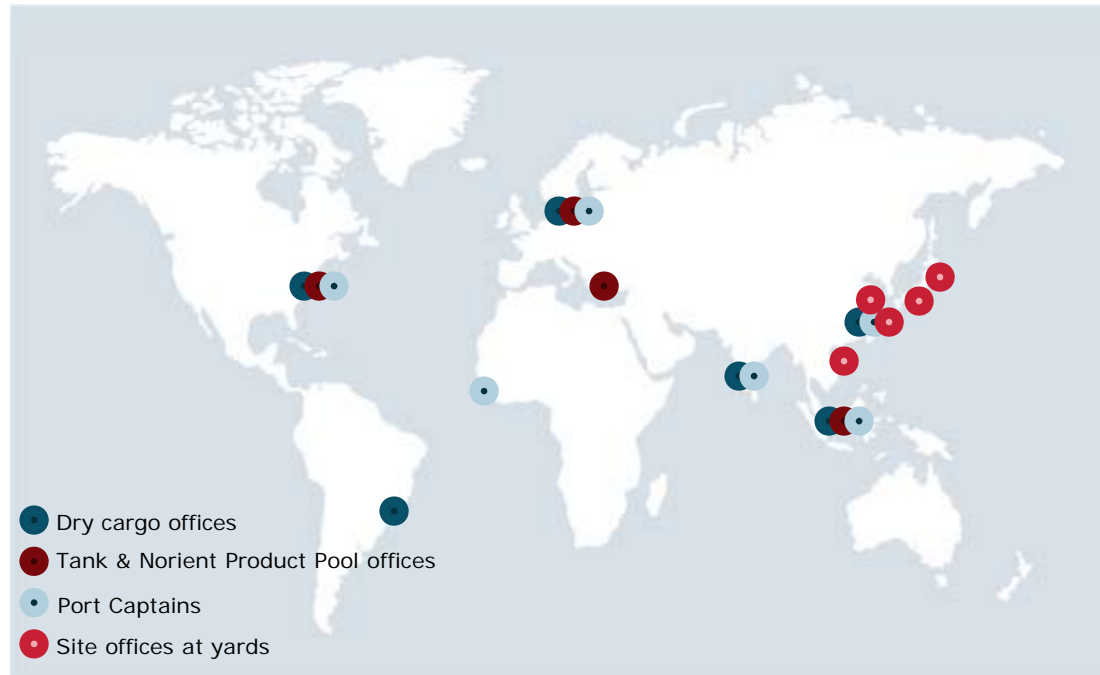 Dry cargo offices
Tank & Norient Product Pool offices
Port Captains
Site offices at yards